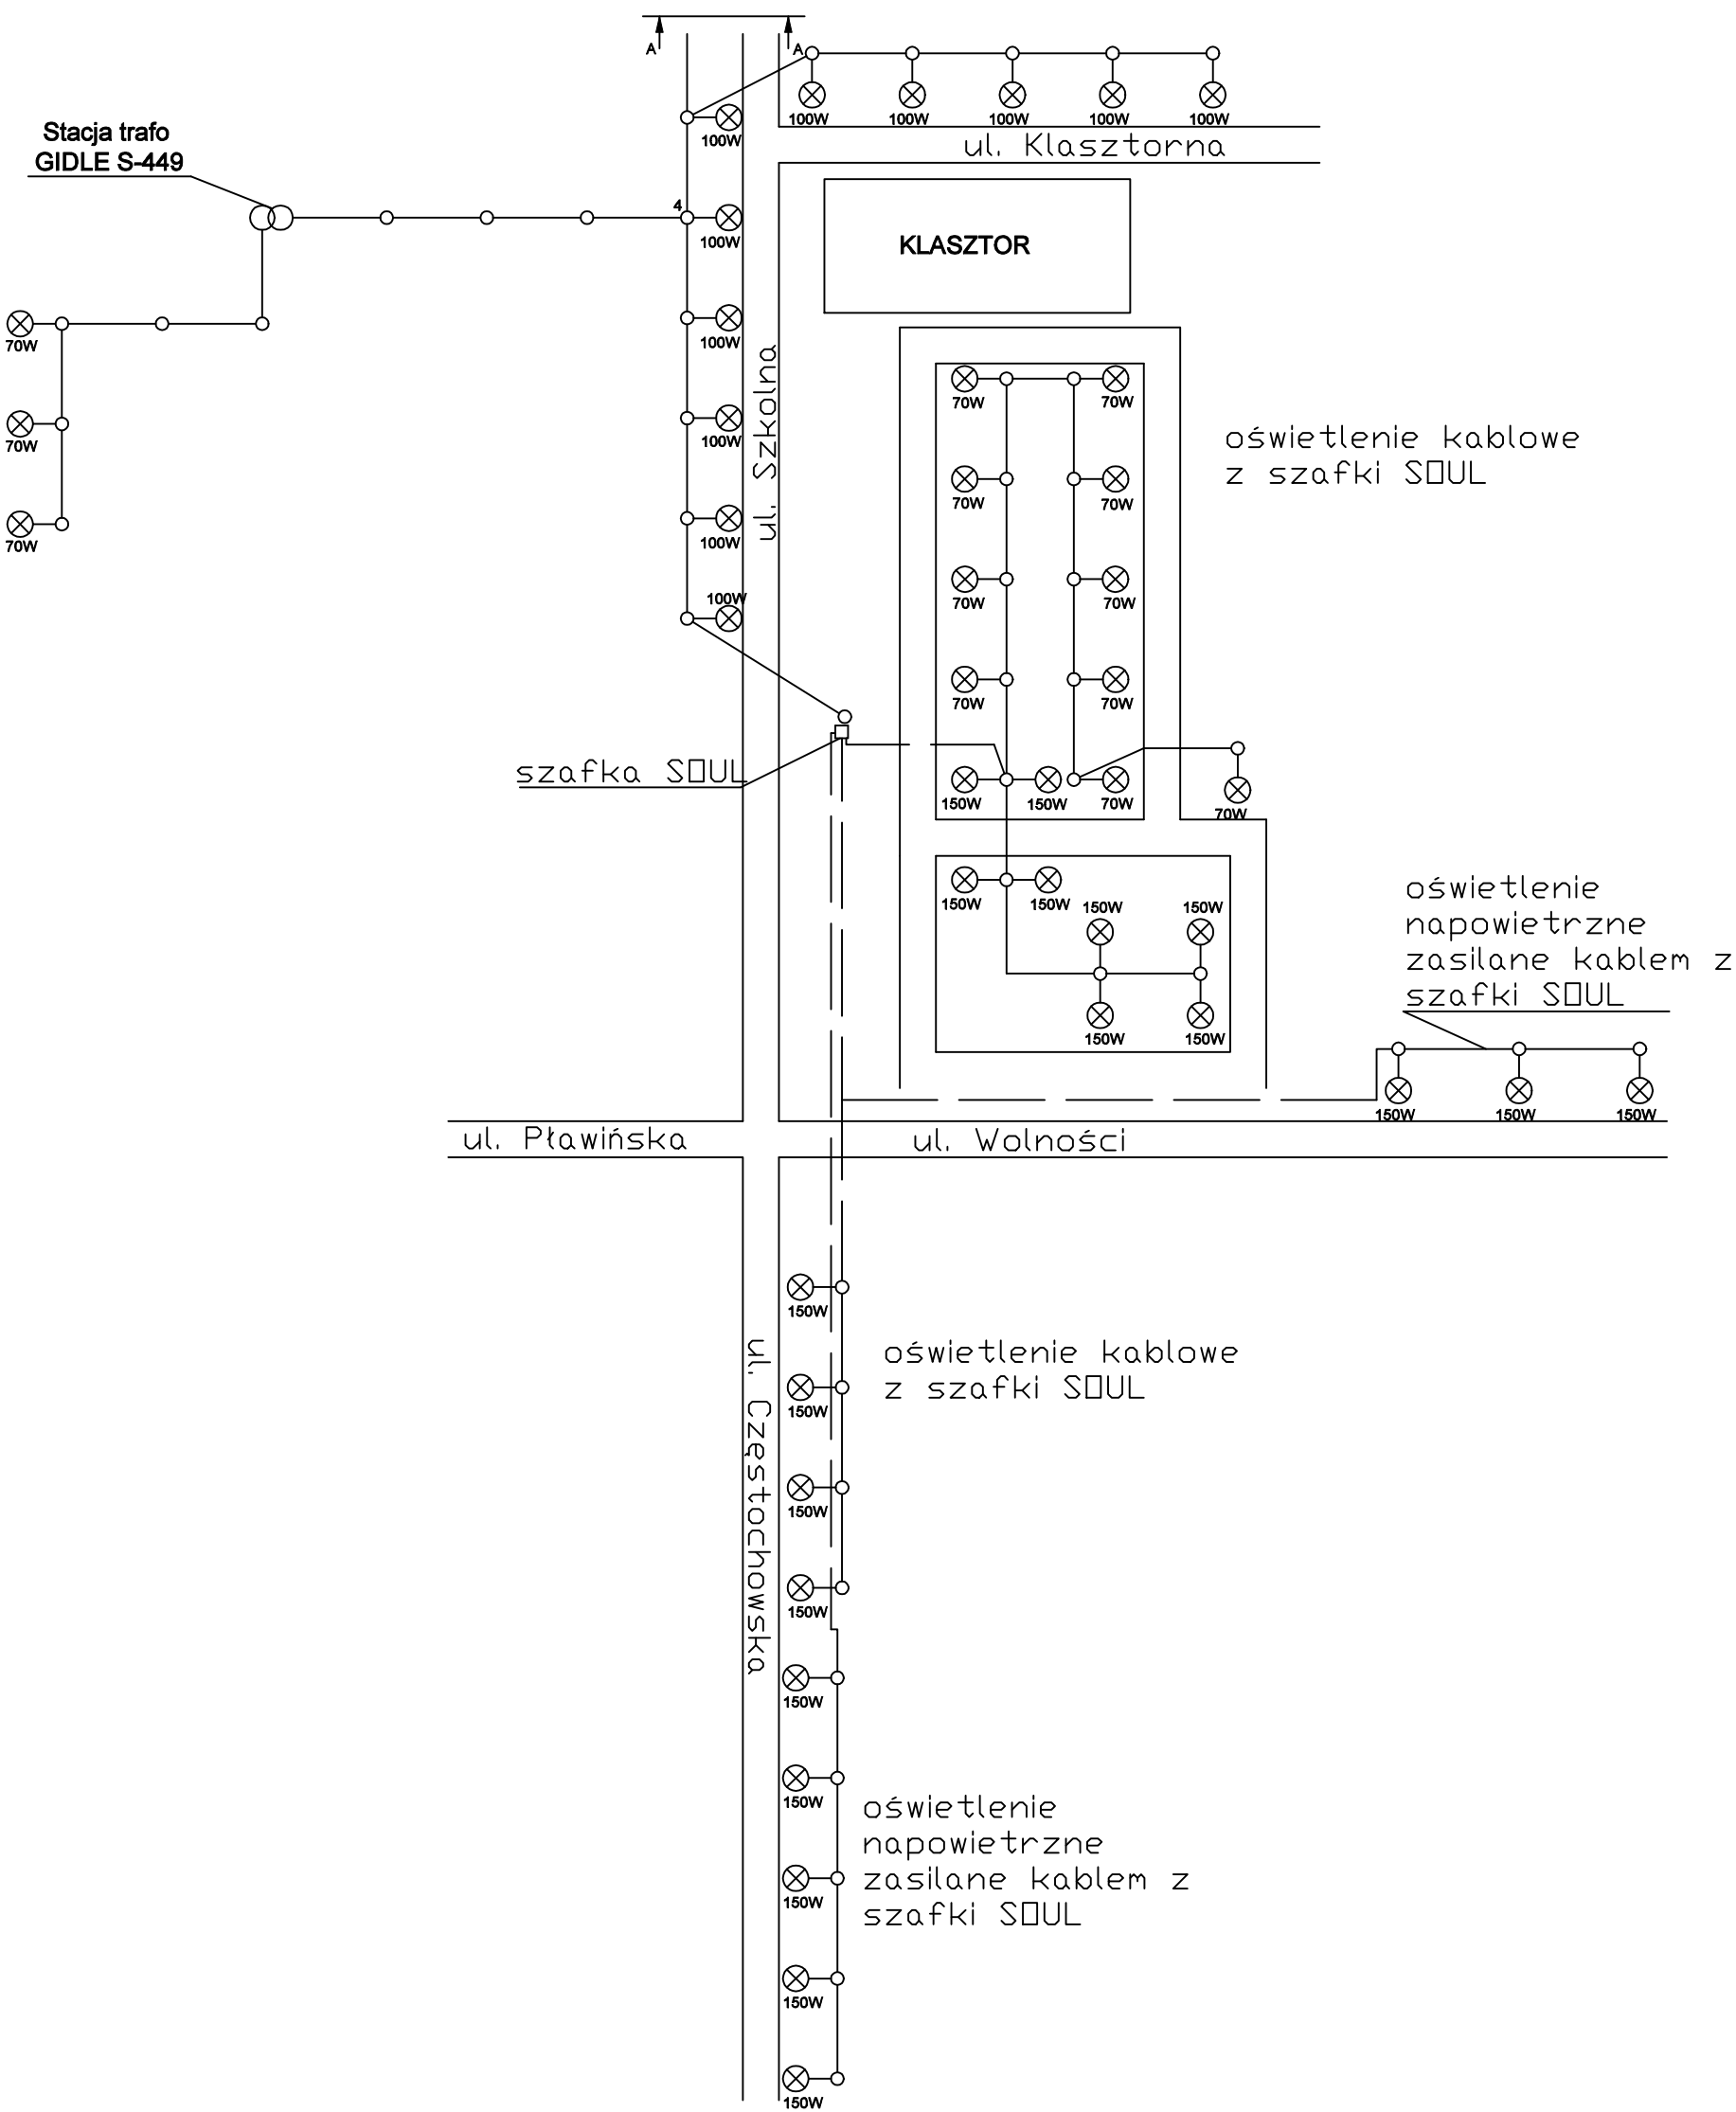 A
A
100W
100W
100W
100W
100W
ul. Klasztorna
Stacja trafo
GIDLE S-449
100W
4
100W
100W
100W
100W
100W
ul. Szkolna
KLASZTOR
70W
70W
70W
70W
70W
70W
70W
70W
70W
70W
70W
150W
150W
70W
70W
oświetlenie kablowe
z szafki SOUL
szafka SOUL
150W
150W
150W
150W
150W
150W
oświetlenie
napowietrzne
zasilane kablem z
szafki SOUL
150W
150W
150W
ul. Pławińska
ul. Wolności
150W
150W
150W
150W
oświetlenie kablowe
z szafki SOUL
ul. Częstochowska
150W
150W
150W
150W
150W
oświetlenie
napowietrzne
zasilane kablem z
szafki SOUL